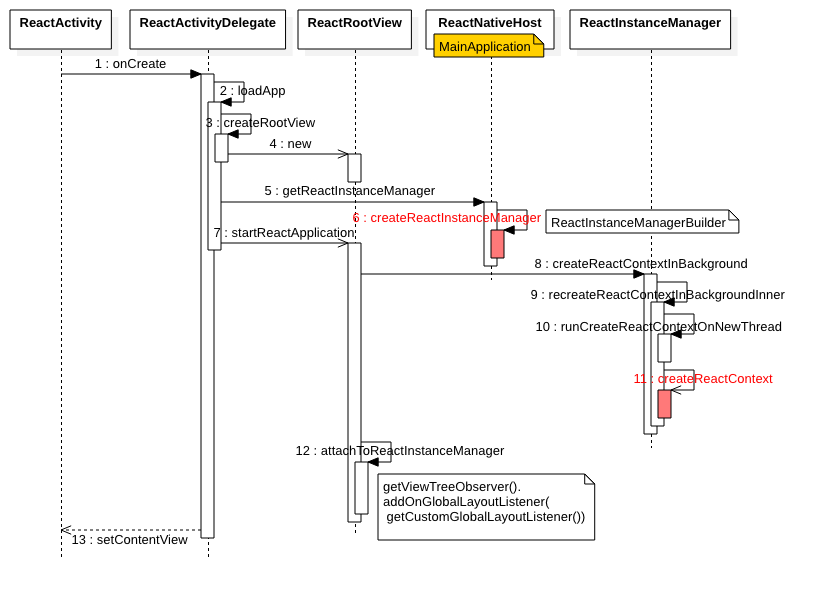 ReactActivity
ReactActivityDelegate
ReactRootView
ReactNativeHost
ReactInstanceManager
MainApplication
1 : onCreate
2 : loadApp
3 : createRootView
4 : new
5 : getReactInstanceManager
6 : createReactInstanceManager
ReactInstanceManagerBuilder
7 : startReactApplication
8 : createReactContextInBackground
9 : recreateReactContextInBackgroundInner
10 : runCreateReactContextOnNewThread
11 : createReactContext
12 : attachToReactInstanceManager
getViewTreeObserver().
addOnGlobalLayoutListener(
getCustomGlobalLayoutListener())
13 : setContentView